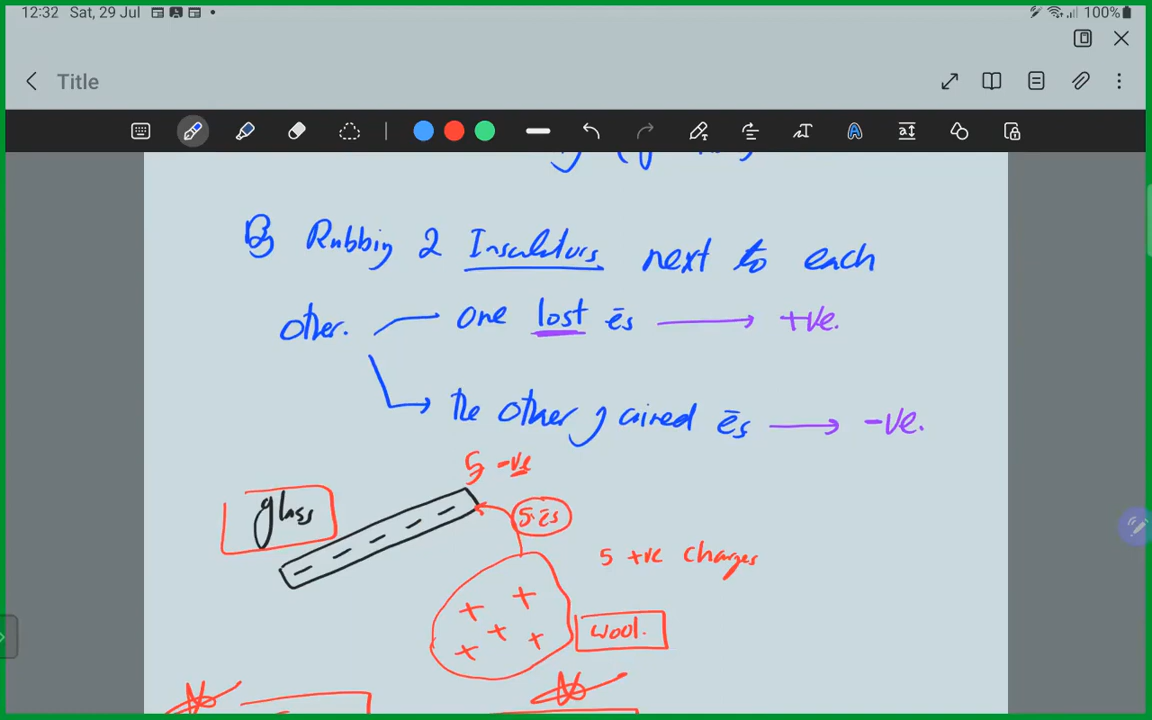 12:32 Sat, 29 Jul 100%
Title
By Rubbing 2 Insulators next to each
other. one lost ēs +ve.
the other gained ēs -ve.
5 -ve
glass
5 ēs
5 +ve charges
wool.